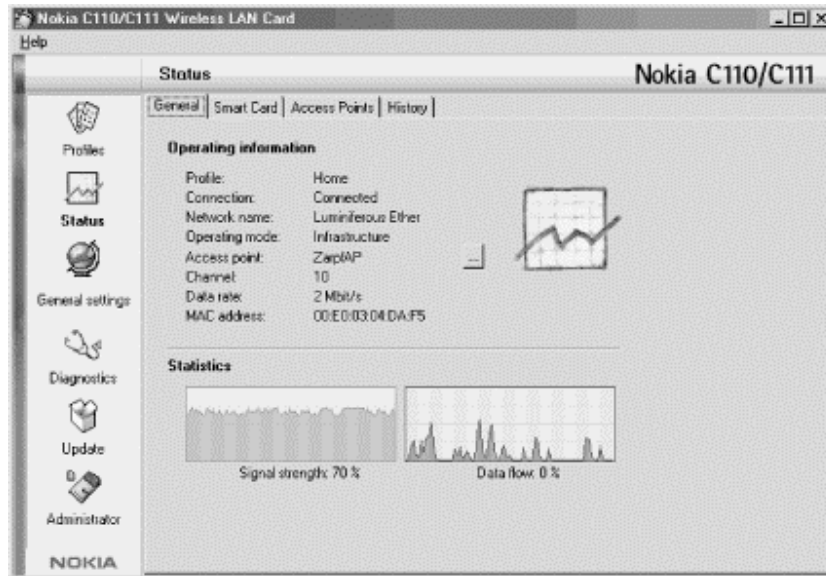 Nokia C110/C111 Wireless LAN Card
Help
Status
Nokia C110/C111
General
Smart Card
Access Points
History
Profiles
Status
General settings
Diagnostics
Update
Administrator
NOKIA
Operating information
Profile: Home
Connection: Connected
Network name: Luminiferous Ether
Operating mode: Infrastructure
Access point: ZarplAP
...
Channel: 10
Data rate: 2 Mbit/s
MAC address: 00:E0:03:04:DA:F5
Statistics
Signal strength: 70 %
Data flow: 0 %